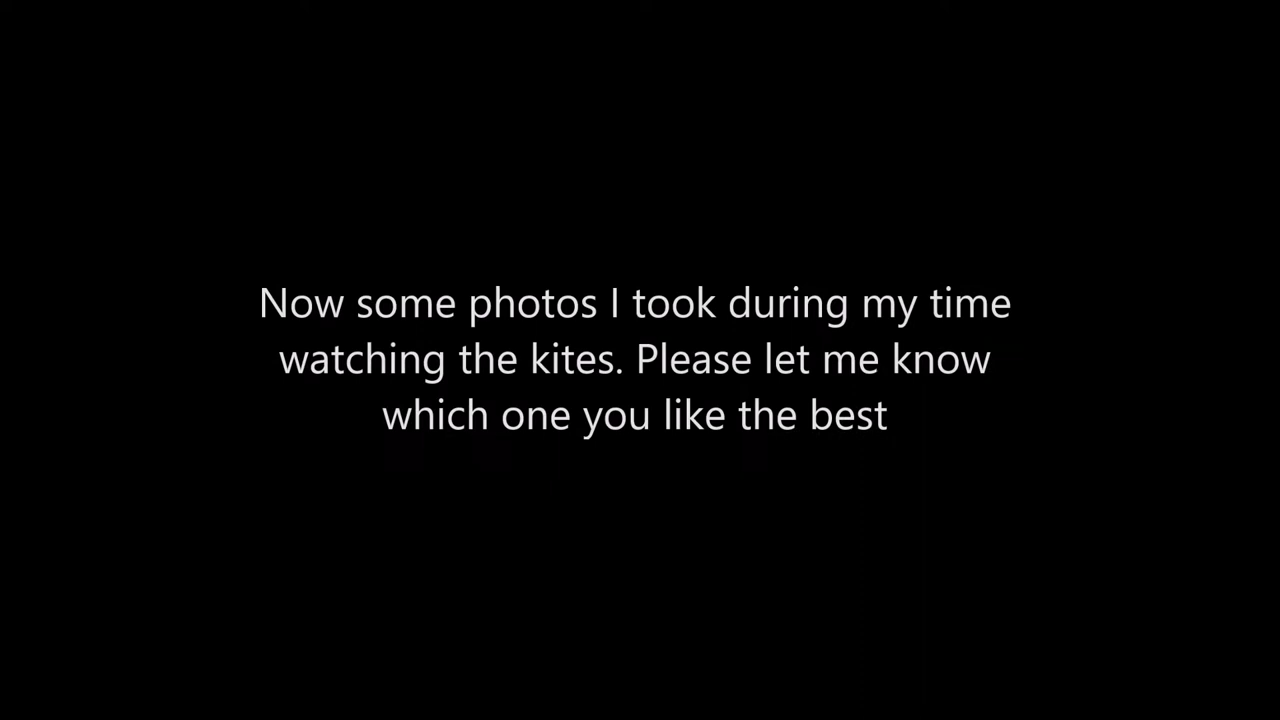 Now some photos I took during my time
watching the kites. Please let me know
which one you like the best